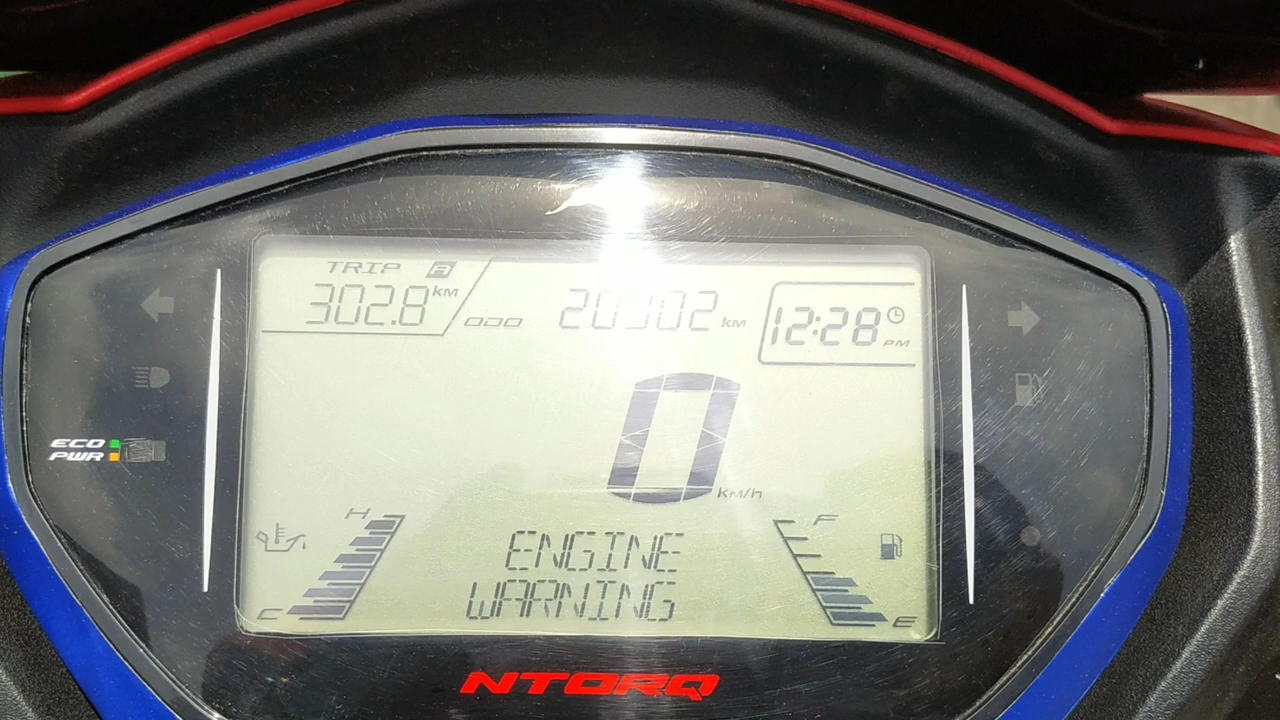 TRIP A
302.8 KM
ODO 20302 KM
12:28 PM
ECO
PWR
0 KM/H
H
C
F
E
ENGINE
WARNING
NTORQ